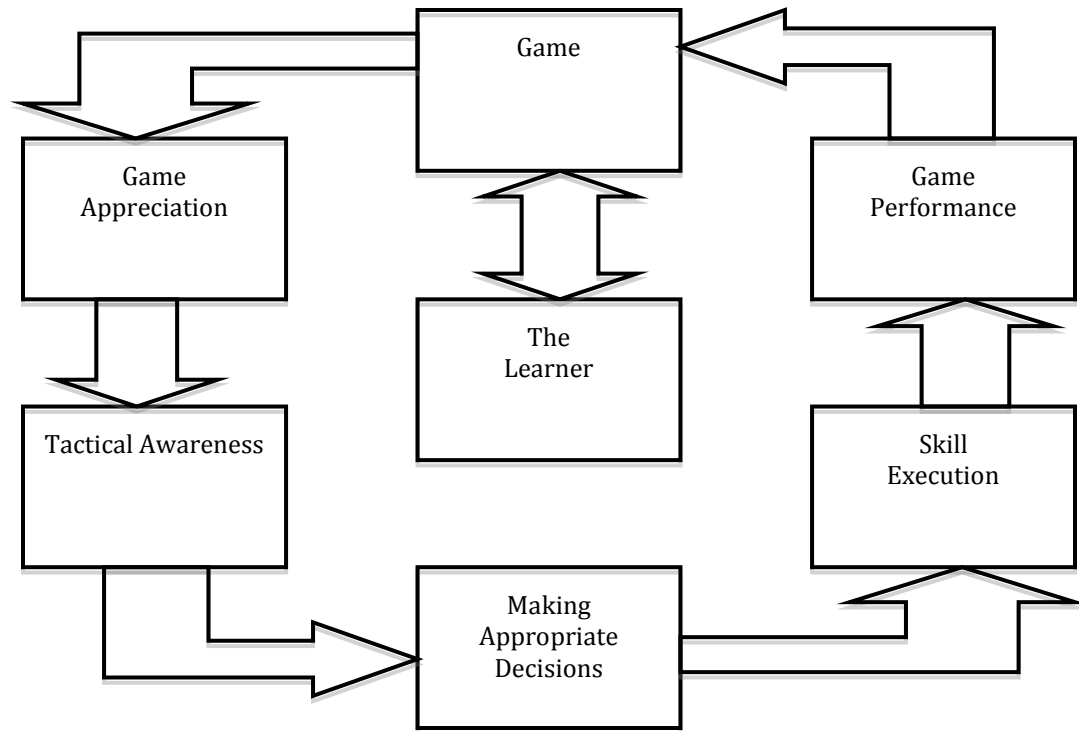 Game
Game
Appreciation
Game
Performance
The
Learner
Tactical Awareness
Skill
Execution
Making
Appropriate
Decisions